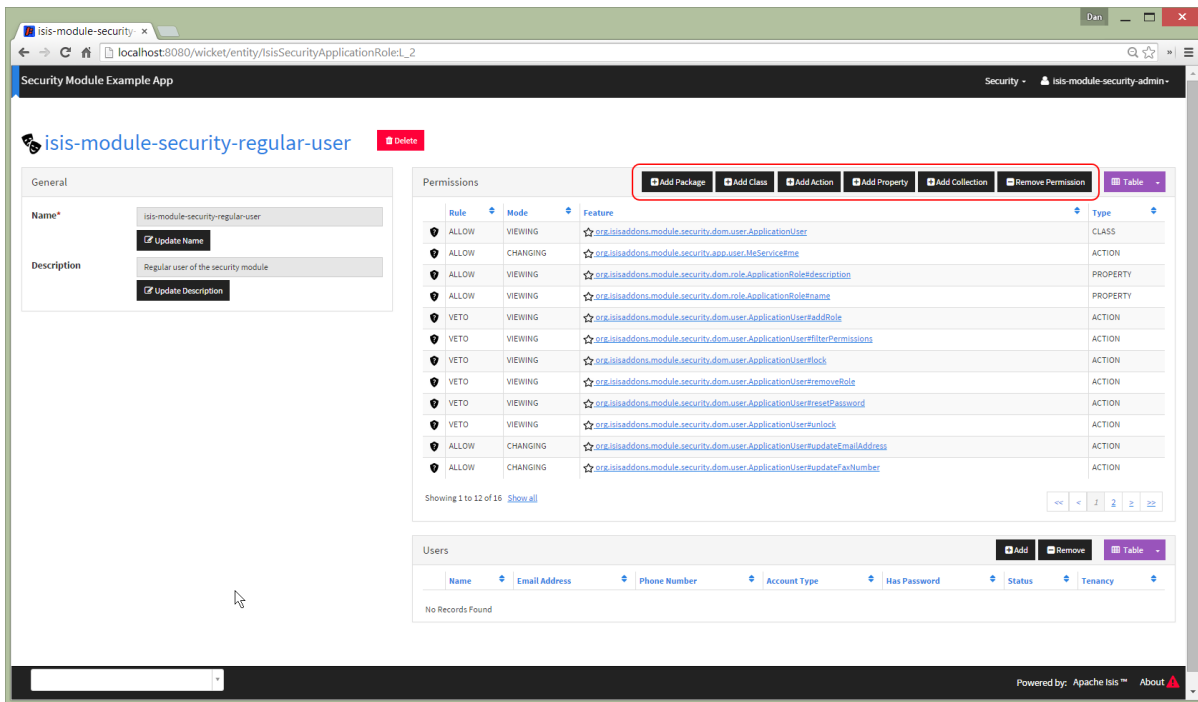 Dan
isis-module-security-
localhost:8080/wicket/entity/IsisSecurityApplicationRole:L_2
Security Module Example App
Security
isis-module-security-admin
isis-module-security-regular-user
Delete
General
Name*
isis-module-security-regular-user
Update Name
Description
Regular user of the security module
Update Description
Permissions
Add Package Add Class Add Action Add Property Add Collection Remove Permission Table
Rule Mode Feature Type
ALLOW VIEWING org.isisaddons.module.security.dom.user.ApplicationUser CLASS
ALLOW CHANGING org.isisaddons.module.security.app.user.MeService#me ACTION
ALLOW VIEWING org.isisaddons.module.security.dom.role.ApplicationRole#description PROPERTY
ALLOW VIEWING org.isisaddons.module.security.dom.role.ApplicationRole#name PROPERTY
VETO VIEWING org.isisaddons.module.security.dom.user.ApplicationUser#addRole ACTION
VETO VIEWING org.isisaddons.module.security.dom.user.ApplicationUser#filterPermissions ACTION
VETO VIEWING org.isisaddons.module.security.dom.user.ApplicationUser#lock ACTION
VETO VIEWING org.isisaddons.module.security.dom.user.ApplicationUser#removeRole ACTION
VETO VIEWING org.isisaddons.module.security.dom.user.ApplicationUser#resetPassword ACTION
VETO VIEWING org.isisaddons.module.security.dom.user.ApplicationUser#unlock ACTION
ALLOW CHANGING org.isisaddons.module.security.dom.user.ApplicationUser#updateEmailAddress ACTION
ALLOW CHANGING org.isisaddons.module.security.dom.user.ApplicationUser#updateFaxNumber ACTION
Showing 1 to 12 of 16 Show all
<< < 1 2 > >>
Users
Add Remove Table
Name Email Address Phone Number Account Type Has Password Status Tenancy
No Records Found
Powered by: Apache Isis ™ About